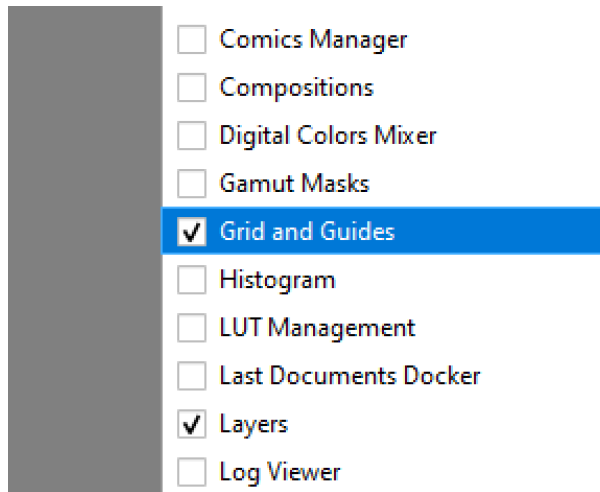 Comics Manager
Compositions
Digital Colors Mixer
Gamut Masks
Grid and Guides
Histogram
LUT Management
Last Documents Docker
Layers
Log Viewer